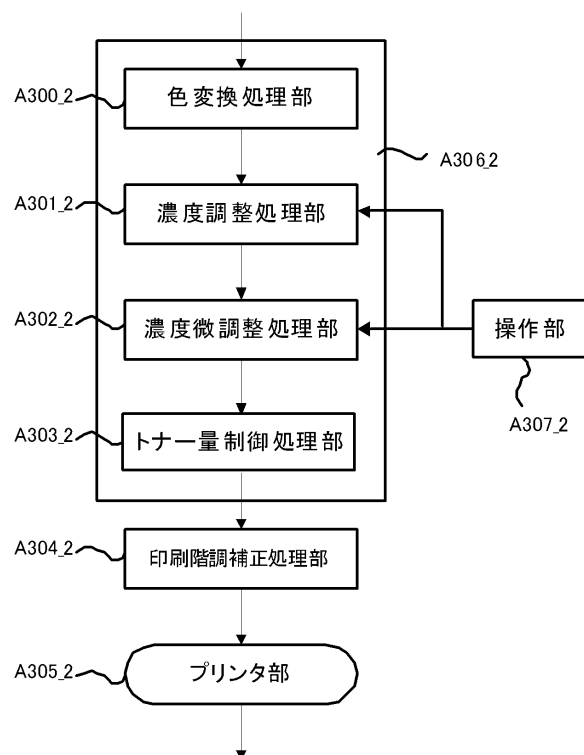 A300_2
色変換処理部
A306_2
A301_2
濃度調整処理部
A302_2
濃度微調整処理部
操作部
A307_2
A303_2
トナー量制御処理部
A304_2
印刷階調補正処理部
A305_2
プリンタ部